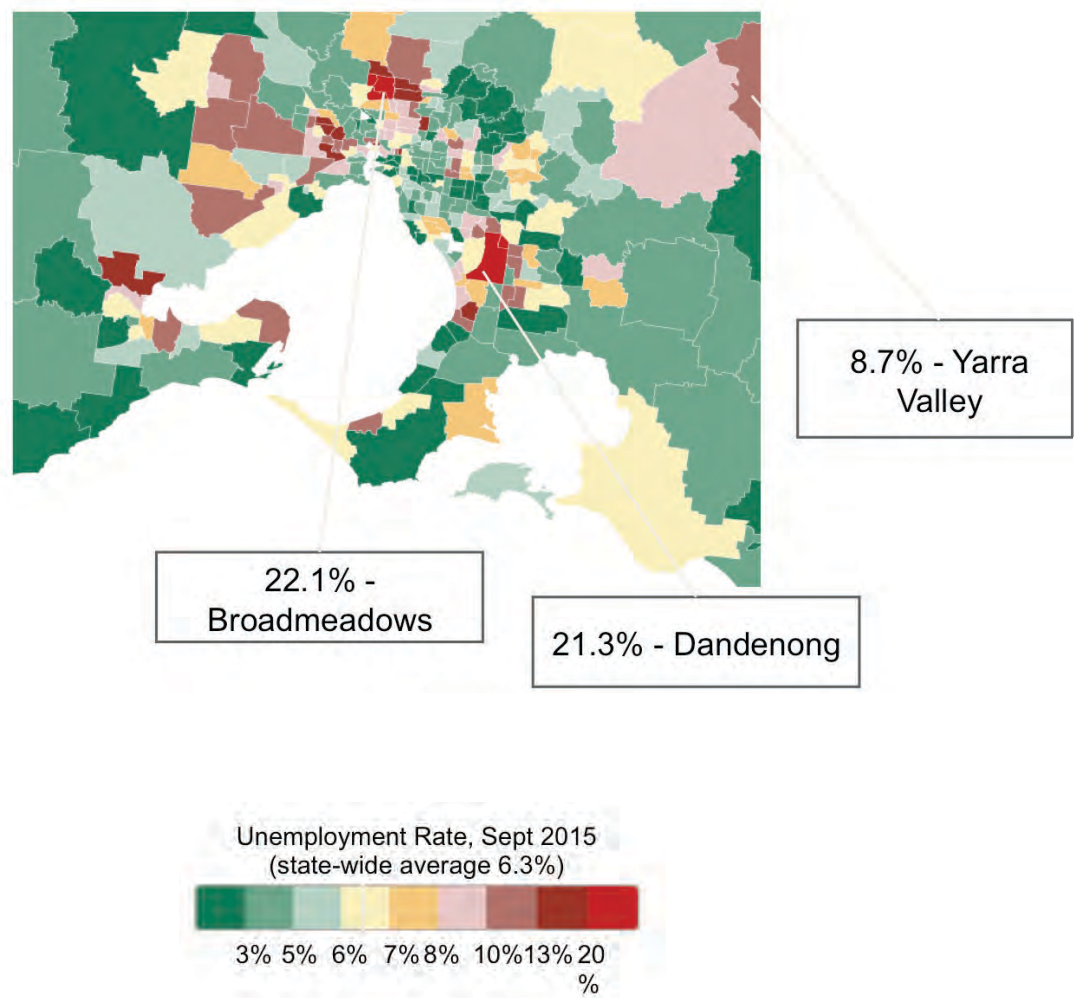 8.7% - Yarra
Valley
22.1% -
Broadmeadows
21.3% - Dandenong
Unemployment Rate, Sept 2015
(state-wide average 6.3%)
3% 5% 6% 7% 8% 10% 13% 20
%